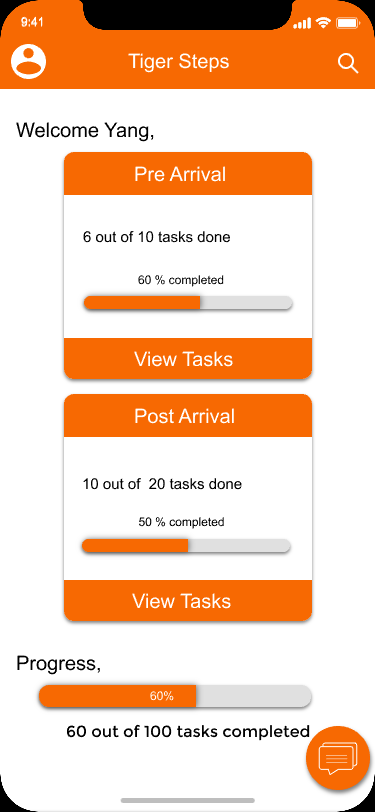 9:41
Tiger Steps
Welcome Yang,
Pre Arrival
6 out of 10 tasks done
60 % completed
View Tasks
Post Arrival
10 out of  20 tasks done
50 % completed
View Tasks
Progress,
60%
60 out of 100 tasks completed